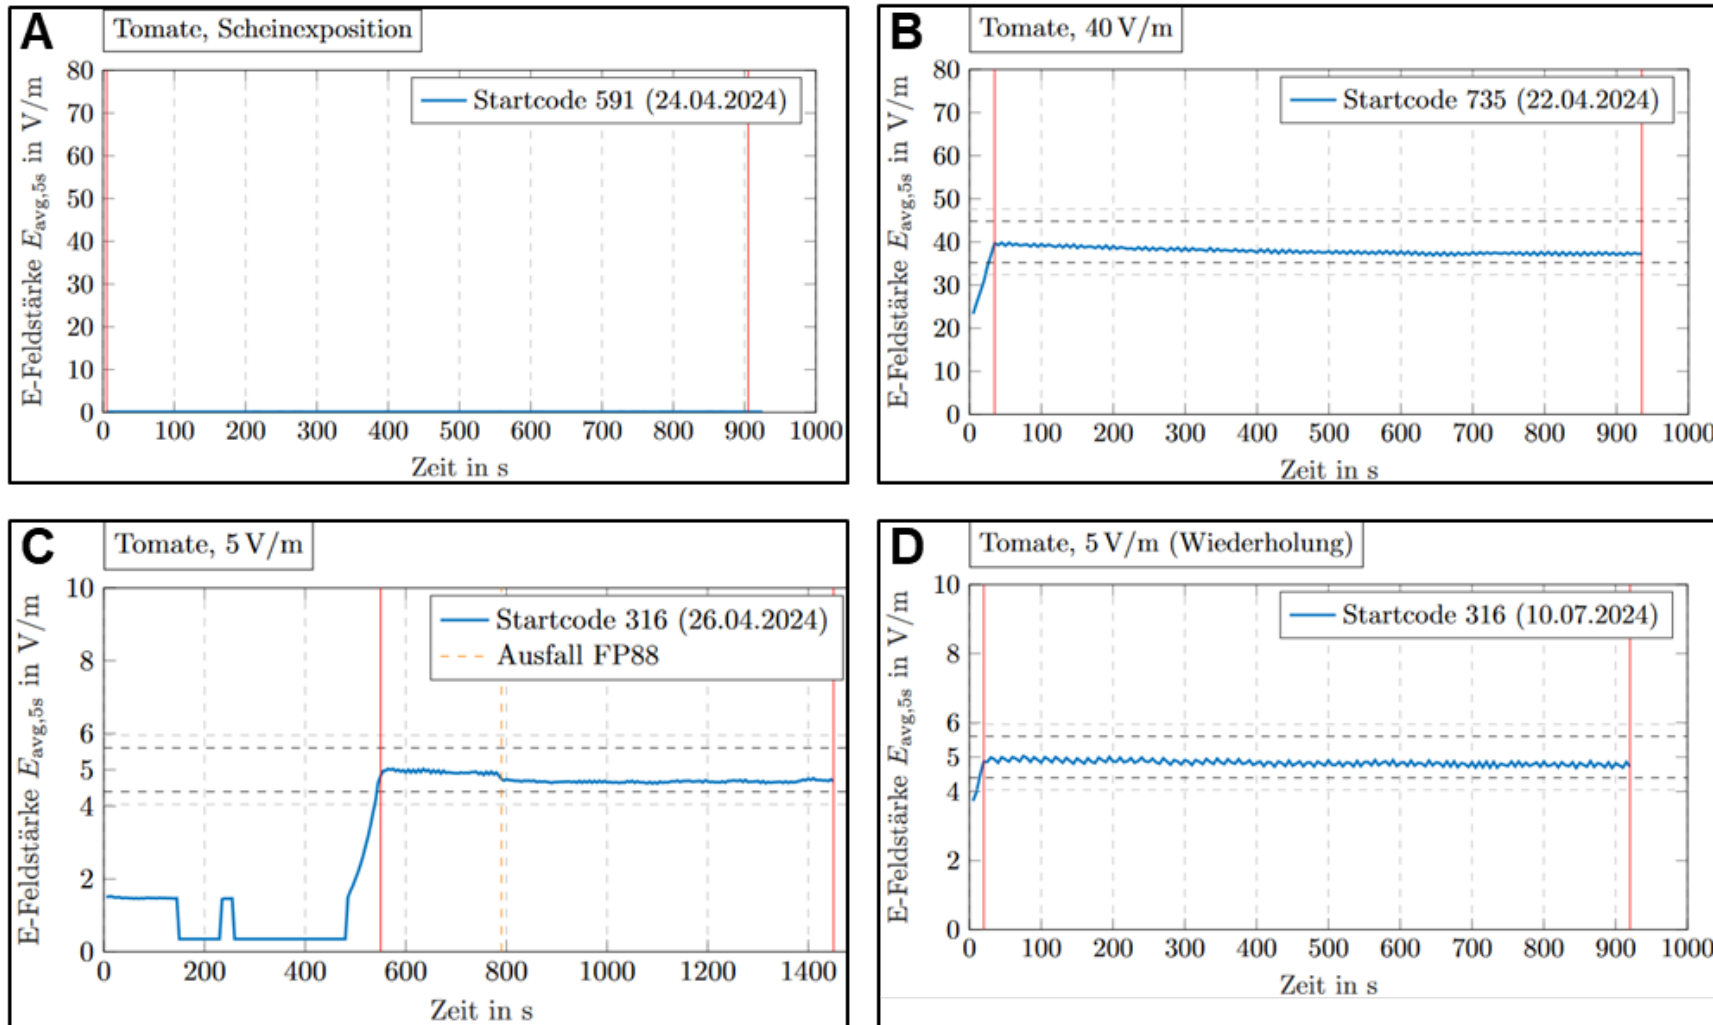 A
Tomate, Scheinexposition
Startcode 591 (24.04.2024)
E-Feldstärke Eavg,5s in V/m
80
70
60
50
40
30
20
10
0
0 100 200 300 400 500 600 700 800 900 1000
Zeit in s
B
Tomate, 40 V/m
Startcode 735 (22.04.2024)
E-Feldstärke Eavg,5s in V/m
80
70
60
50
40
30
20
10
0
0 100 200 300 400 500 600 700 800 900 1000
Zeit in s
C
Tomate, 5 V/m
Startcode 316 (26.04.2024)
Ausfall FP88
E-Feldstärke Eavg,5s in V/m
10
8
6
5
4
2
0
0 200 400 600 800 1000 1200 1400
Zeit in s
D
Tomate, 5 V/m (Wiederholung)
Startcode 316 (10.07.2024)
E-Feldstärke Eavg,5s in V/m
10
8
6
5
4
2
0
0 100 200 300 400 500 600 700 800 900 1000
Zeit in s